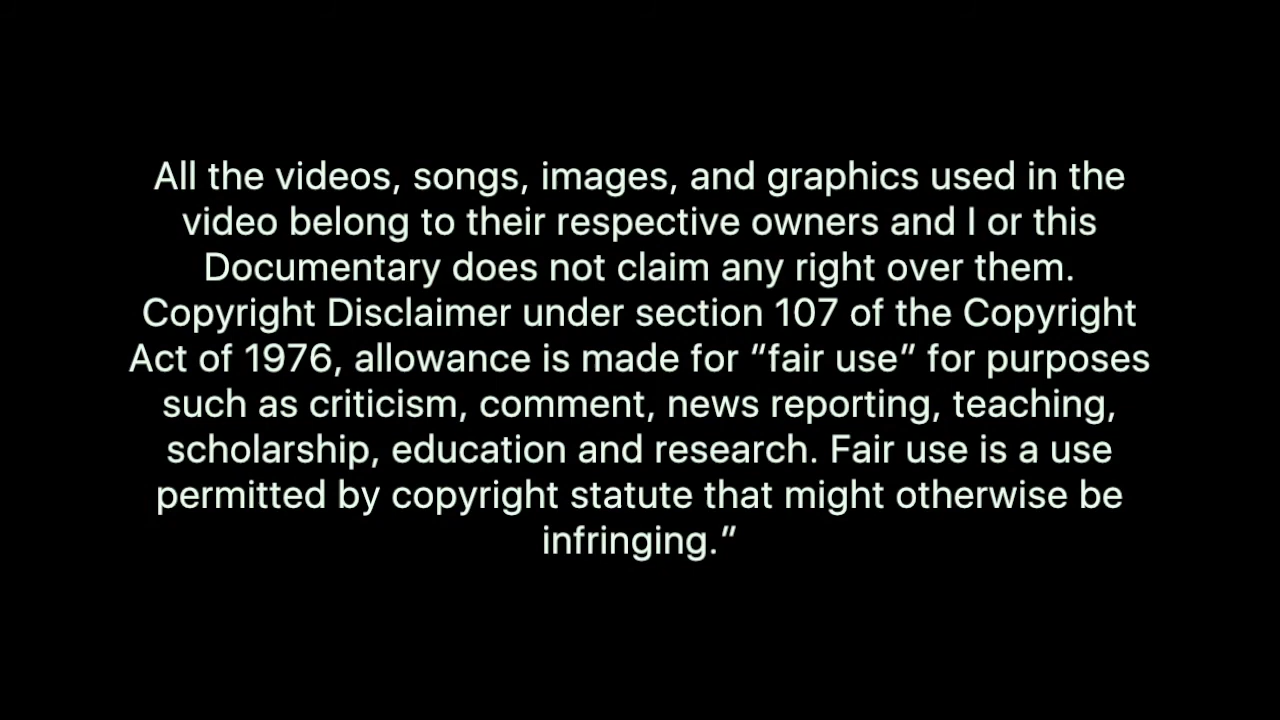 All the videos, songs, images, and graphics used in the
video belong to their respective owners and I or this
Documentary does not claim any right over them.
Copyright Disclaimer under section 107 of the Copyright
Act of 1976, allowance is made for “fair use” for purposes
such as criticism, comment, news reporting, teaching,
scholarship, education and research. Fair use is a use
permitted by copyright statute that might otherwise be
infringing.”